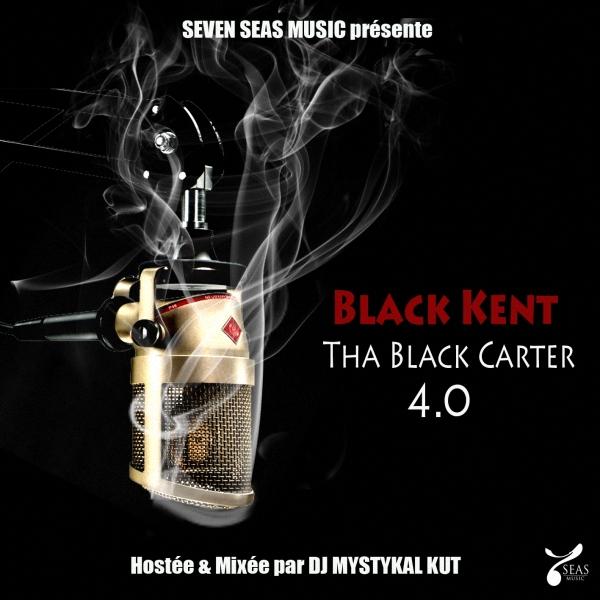 SEVEN SEAS MUSIC présente
BLACK KENT
THA BLACK CARTER
4.0
Hostée & Mixée par DJ MYSTYKAL KUT
SEAS
MUSIC